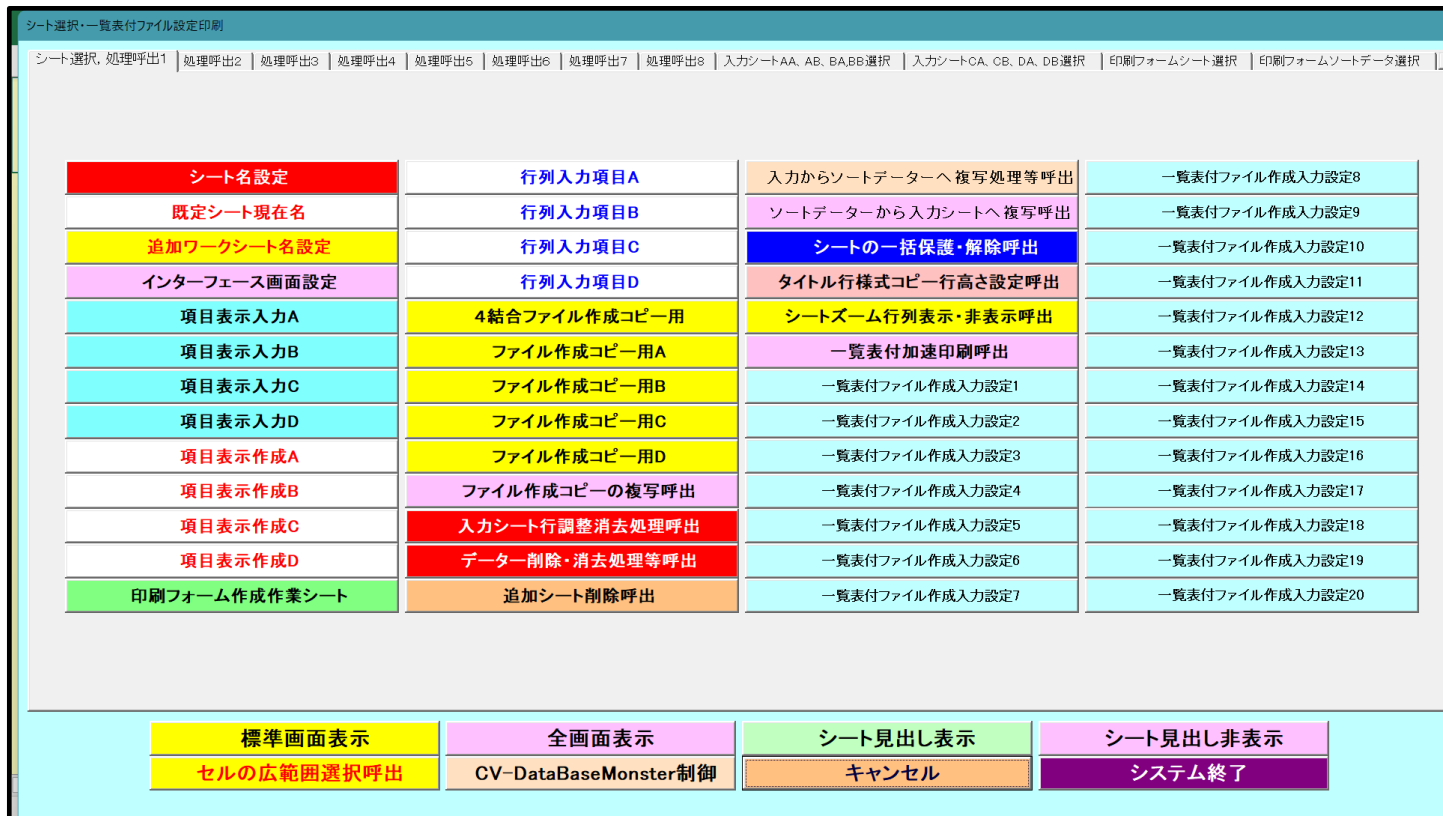 シート選択・一覧表付ファイル設定印刷
シート選択, 処理呼出1 処理呼出2 処理呼出3 処理呼出4 処理呼出5 処理呼出6 処理呼出7 処理呼出8 入力シートAA、AB、BA,BB選択 入力シートCA、CB、DA、DB選択 印刷フォームシート選択 印刷フォームソートデータ選択
シート名設定
既定シート現在名
追加ワークシート名設定
インターフェース画面設定
項目表示入力A
項目表示入力B
項目表示入力C
項目表示入力D
項目表示作成A
項目表示作成B
項目表示作成C
項目表示作成D
印刷フォーム作成作業シート
行列入力項目A
行列入力項目B
行列入力項目C
行列入力項目D
4結合ファイル作成コピー用
ファイル作成コピー用A
ファイル作成コピー用B
ファイル作成コピー用C
ファイル作成コピー用D
ファイル作成コピーの複写呼出
入力シート行調整消去処理呼出
データー削除・消去処理等呼出
追加シート削除呼出
入力からソートデーターへ複写処理等呼出
ソートデーターから入力シートへ複写呼出
シートの一括保護・解除呼出
タイトル行様式コピー行高さ設定呼出
シートズーム行列表示・非表示呼出
一覧表付加速印刷呼出
一覧表付ファイル作成入力設定1
一覧表付ファイル作成入力設定2
一覧表付ファイル作成入力設定3
一覧表付ファイル作成入力設定4
一覧表付ファイル作成入力設定5
一覧表付ファイル作成入力設定6
一覧表付ファイル作成入力設定7
一覧表付ファイル作成入力設定8
一覧表付ファイル作成入力設定9
一覧表付ファイル作成入力設定10
一覧表付ファイル作成入力設定11
一覧表付ファイル作成入力設定12
一覧表付ファイル作成入力設定13
一覧表付ファイル作成入力設定14
一覧表付ファイル作成入力設定15
一覧表付ファイル作成入力設定16
一覧表付ファイル作成入力設定17
一覧表付ファイル作成入力設定18
一覧表付ファイル作成入力設定19
一覧表付ファイル作成入力設定20
標準画面表示 全画面表示 シート見出し表示 シート見出し非表示
セルの広範囲選択呼出 CV-DataBaseMonster制御 キャンセル システム終了